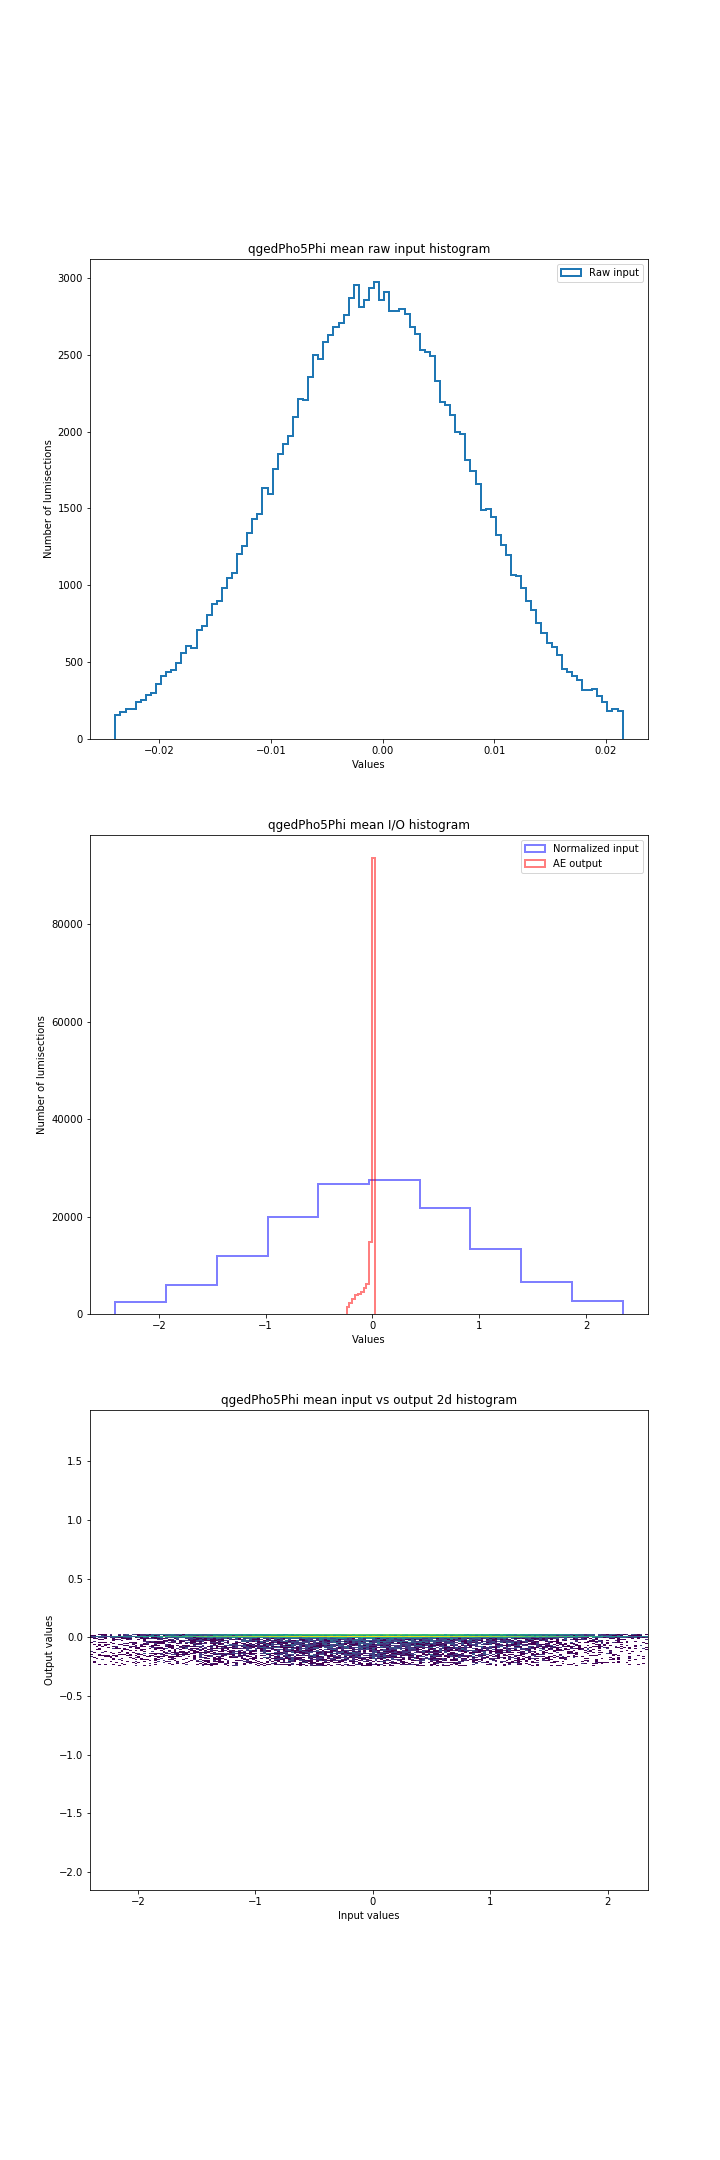 qgedPho5Phi mean raw input histogram
Raw input
3000
2500
2000
1500
1000
500
0
Number of lumisections
−0.02 −0.01 0.00 0.01 0.02
Values
qgedPho5Phi mean I/O histogram
Normalized input
AE output
80000
60000
40000
20000
0
Number of lumisections
−2 −1 0 1 2
Values
qgedPho5Phi mean input vs output 2d histogram
1.5
1.0
0.5
0.0
−0.5
−1.0
−1.5
−2.0
Output values
−2 −1 0 1 2
Input values